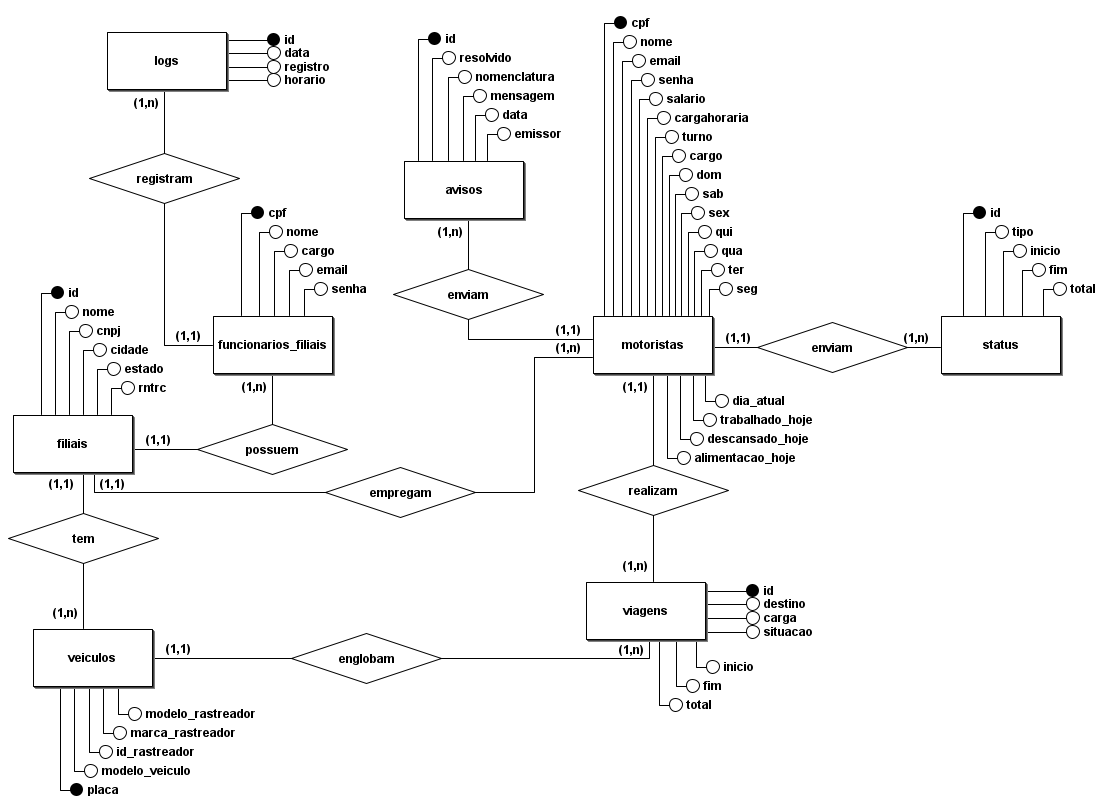 logs
id
data
registro
horario
(1,n)
registram
(1,1)
funcionarios_filiais
cpf
nome
cargo
email
senha
(1,n)
possuem
(1,1)
filiais
id
nome
cnpj
cidade
estado
rntrc
(1,1)
(1,1)
tem
(1,n)
empregam
(1,n)
avisos
id
resolvido
nomenclatura
mensagem
data
emissor
(1,n)
enviam
(1,1)
motoristas
cpf
nome
email
senha
salario
cargahoraria
turno
cargo
dom
sab
sex
qui
qua
ter
seg
dia_atual
trabalhado_hoje
descansado_hoje
alimentacao_hoje
(1,1)
enviam
(1,n)
status
id
tipo
inicio
fim
total
(1,1)
realizam
(1,n)
viagens
id
destino
carga
situacao
inicio
fim
total
(1,n)
englobam
(1,1)
veiculos
modelo_rastreador
marca_rastreador
id_rastreador
modelo_veiculo
placa